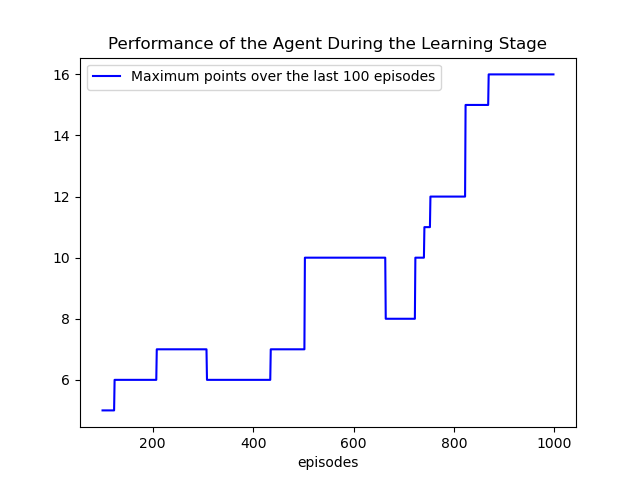 Performance of the Agent During the Learning Stage
Maximum points over the last 100 episodes
16
14
12
10
8
6
200 400 600 800 1000
episodes